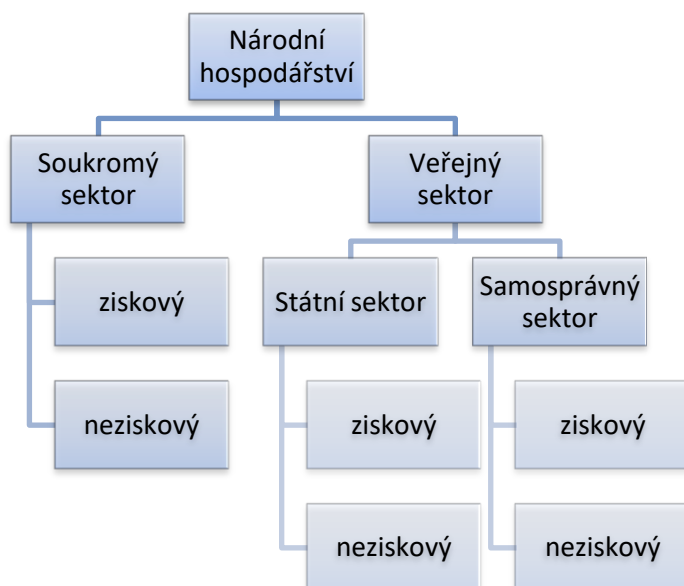 Národní
hospodářství
Soukromý
sektor
ziskový
neziskový
Veřejný
sektor
Státní sektor
ziskový
neziskový
Samosprávný
sektor
ziskový
neziskový